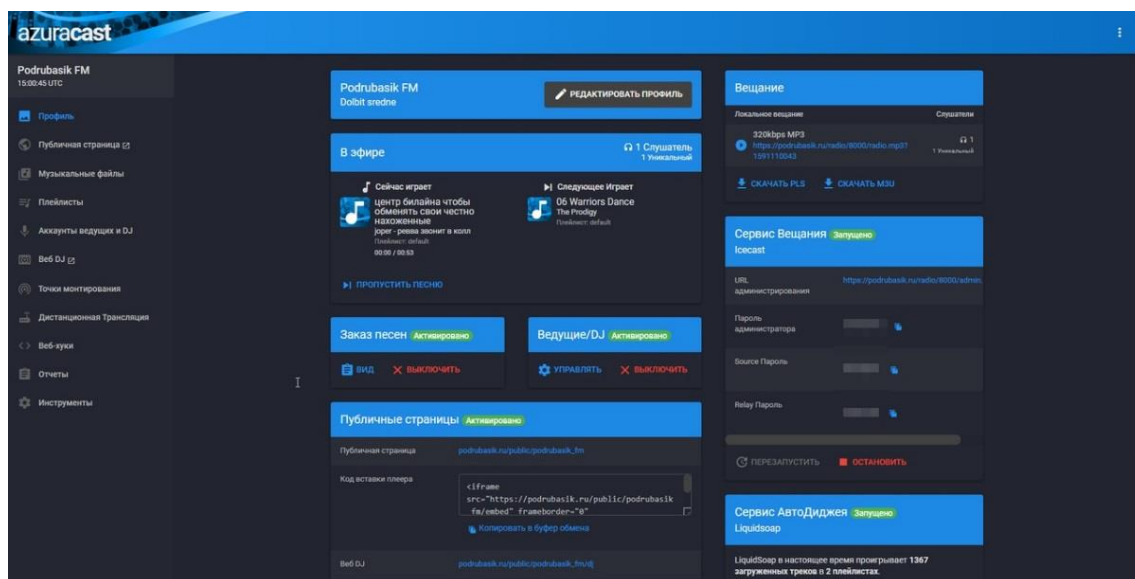 azuracast
Podrubasik FM
15:00:45 UTC
Профиль
Публичная страница
Музыкальные файлы
Плейлисты
Аккаунты ведущих и DJ
Веб DJ
Точки монтирования
Дистанционная Трансляция
Веб-хуки
Отчеты
Инструменты
Podrubasik FM
Dolbit sredne
РЕДАКТИРОВАТЬ ПРОФИЛЬ
В эфире
1 Слушатель
1 Уникальный
Сейчас играет
центр билайна чтобы
обменять свои честно
нахоженные
joper - реева звонит в колл
Плейлист: default
00:05 / 00:53
Следующее Играет
06 Warriors Dance
The Prodigy
Плейлист: default
ПРОПУСТИТЬ ПЕСНЮ
Заказ песен Активировано
ВИД ВЫКЛЮЧИТЬ
Ведущие/DJ Активировано
УПРАВЛЯТЬ ВЫКЛЮЧИТЬ
Публичные страницы Активировано
Публичная страница podrubasik.ru/public/podrubasik_fm
Код вставки плеера
<iframe
src="https://podrubasik.ru/public/podrubasik
_fm/embed" frameborder="0"
Копировать в буфер обмена
Веб DJ podrubasik.ru/public/podrubasik_fm/dj
Вещание
Локальное вещание Слушатели
320kbps MP3
https://podrubasik.ru/radio/8000/radio.mp3?
1591110043
1
1 Уникальный
СКАЧАТЬ PLS СКАЧАТЬ M3U
Сервис Вещания Запущено
Icecast
URL
администрирования
https://podrubasik.ru/radio/8000/admin
Пароль
администратора
Source Пароль
Relay Пароль
ПЕРЕЗАПУСТИТЬ ОСТАНОВИТЬ
Сервис АвтоДиджея Запущено
Liquidsoap
LiquidSoap в настоящее время проигрывает 1367
загруженных треков в 2 плейлистах.